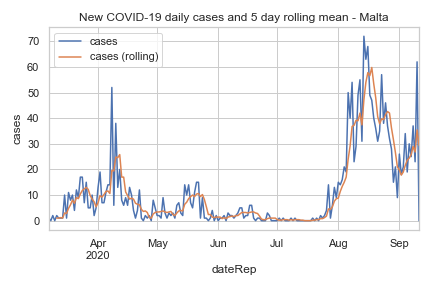 New COVID-19 daily cases and 5 day rolling mean - Malta
cases
cases (rolling)
70
60
50
40
30
20
10
0
cases
Apr
2020
May
Jun
Jul
Aug
Sep
dateRep